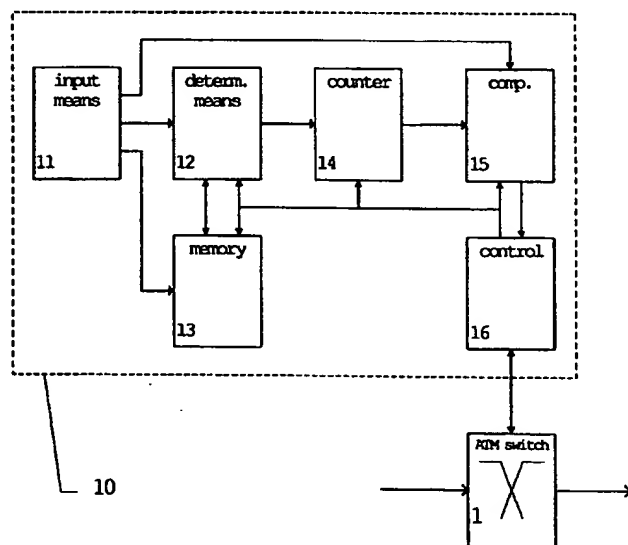 input
means
11
determ.
means
12
counter
14
comp.
15
memory
13
control
16
10
ATM switch
1